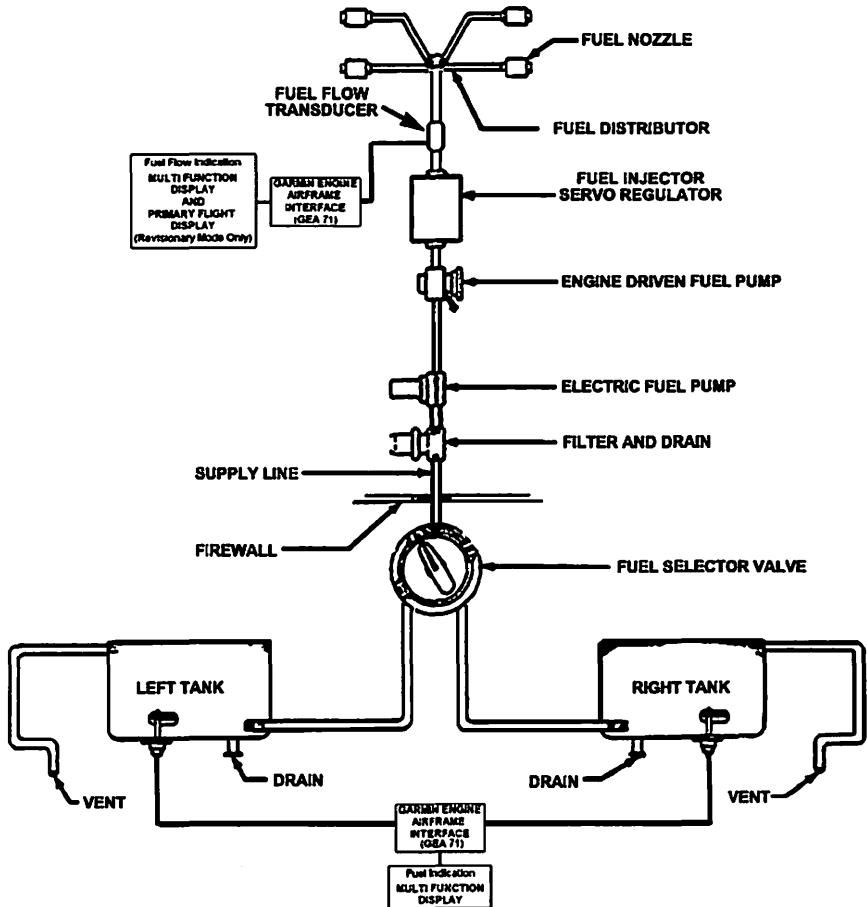 FUEL NOZZLE
FUEL FLOW
TRANSDUCER
FUEL DISTRIBUTOR
Fuel Flow Indication
MULTI FUNCTION
DISPLAY
AND
PRIMARY FLIGHT
DISPLAY
(Revisionary Mode Only)
GARMIN ENGINE
AIRFRAME
INTERFACE
(GEA 71)
FUEL INJECTOR
SERVO REGULATOR
ENGINE DRIVEN FUEL PUMP
ELECTRIC FUEL PUMP
FILTER AND DRAIN
SUPPLY LINE
FIREWALL
FUEL SELECTOR VALVE
LEFT TANK
RIGHT TANK
DRAIN
DRAIN
VENT
VENT
GARMIN ENGINE
AIRFRAME
INTERFACE
(GEA 71)
Fuel Indication
MULTI FUNCTION
DISPLAY